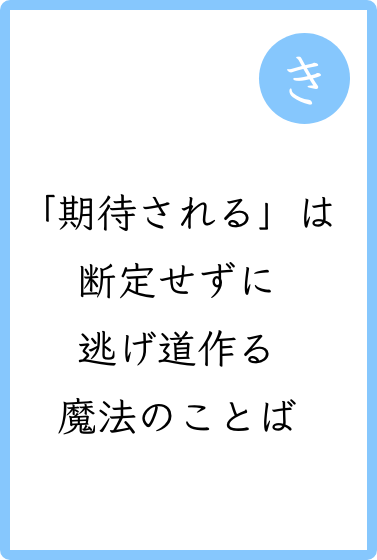 き
「期待される」は
断定せずに
逃げ道作る
魔法のことば